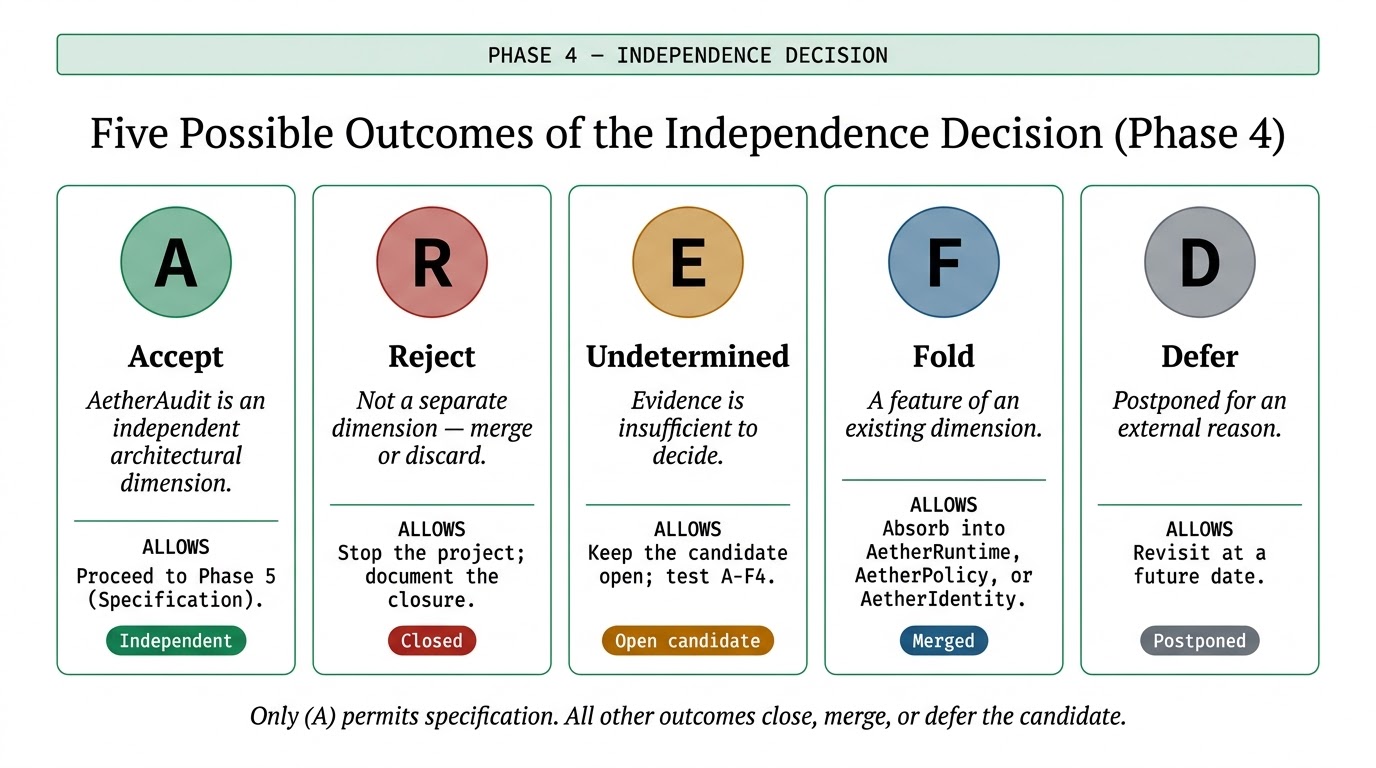 PHASE 4 – INDEPENDENCE DECISION
Five Possible Outcomes of the Independence Decision (Phase 4)
A
Accept
AetherAudit is an
independent
architectural
dimension.
ALLOWS
Proceed to Phase 5
(Specification).
Independent
R
Reject
Not a separate
dimension — merge
or discard.
ALLOWS
Stop the project;
document the
closure.
Closed
E
Undetermined
Evidence is
insufficient to
decide.
ALLOWS
Keep the candidate
open; test A-F4.
Open candidate
F
Fold
A feature of an
existing dimension.
ALLOWS
Absorb into
AetherRuntime,
AetherPolicy, or
AetherIdentity.
Merged
D
Defer
Postponed for an
external reason.
ALLOWS
Revisit at a
future date.
Postponed
Only (A) permits specification. All other outcomes close, merge, or defer the candidate.